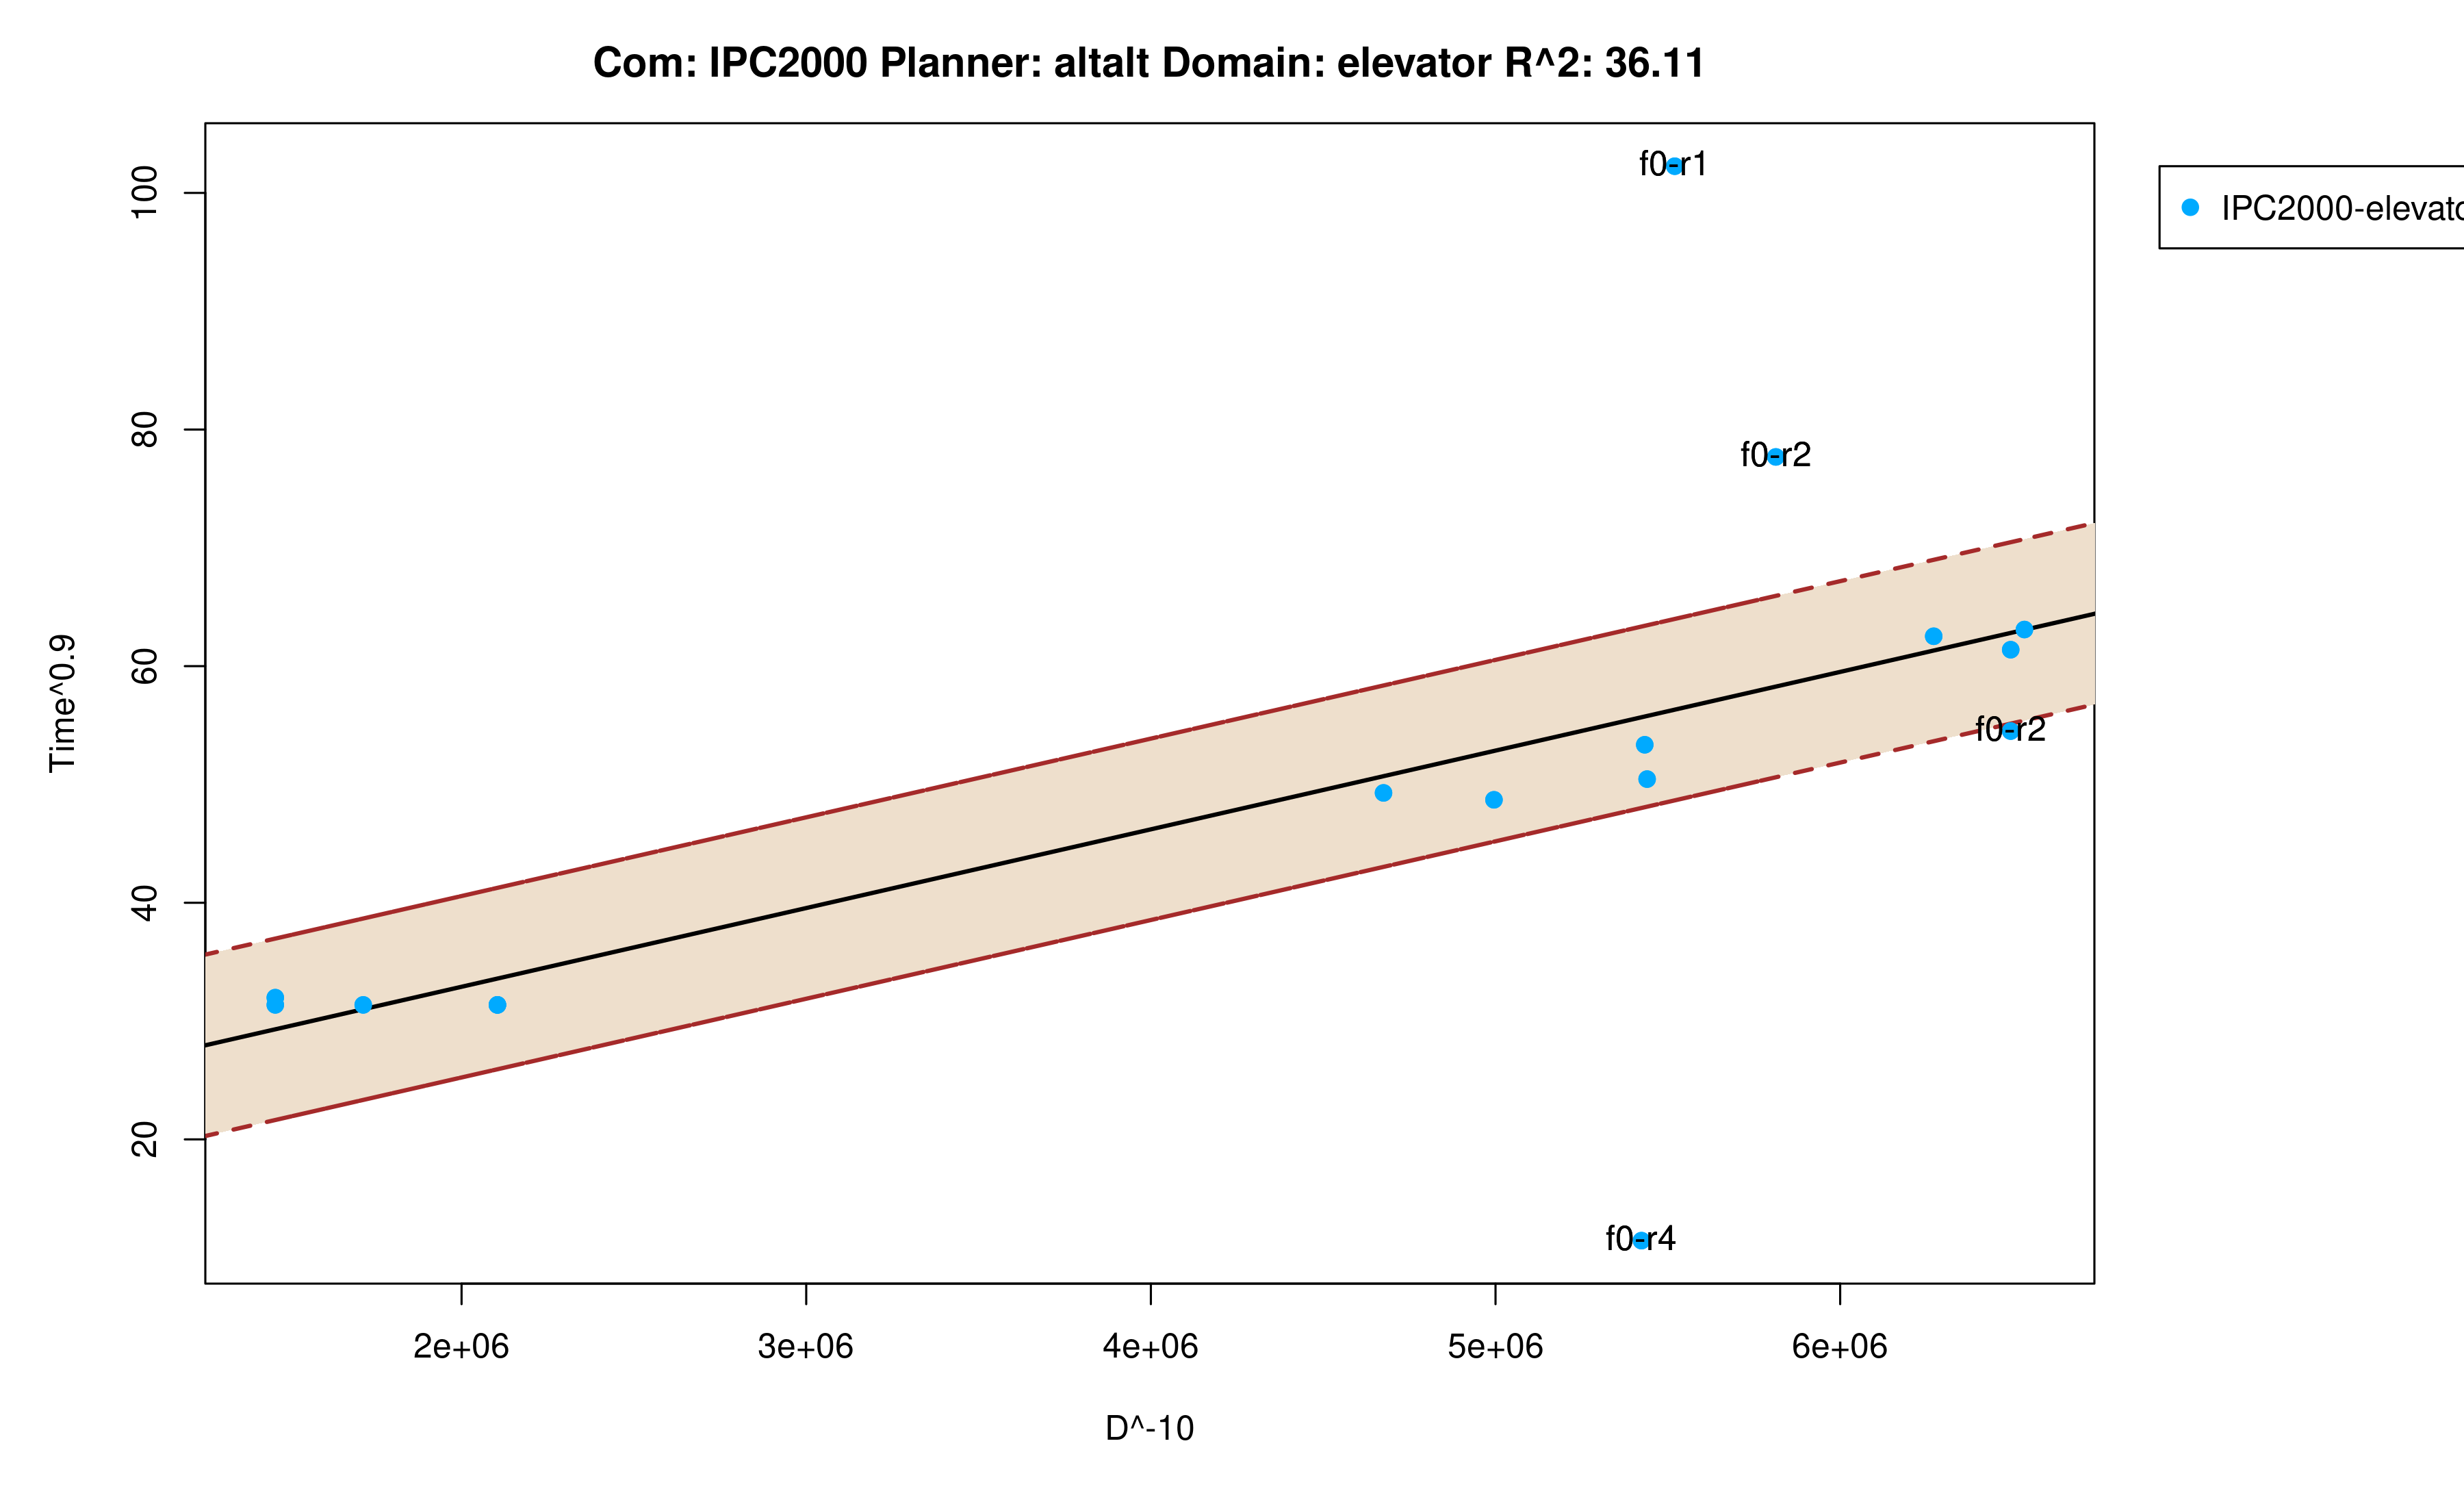 Com: IPC2000 Planner: altalt Domain: elevator R^2: 36.11
f0-r1
IPC2000-elevato
f0-r2
f0-r2
f0-r4
100
80
60
40
20
Time^0.9
2e+06 3e+06 4e+06 5e+06 6e+06
D^-10